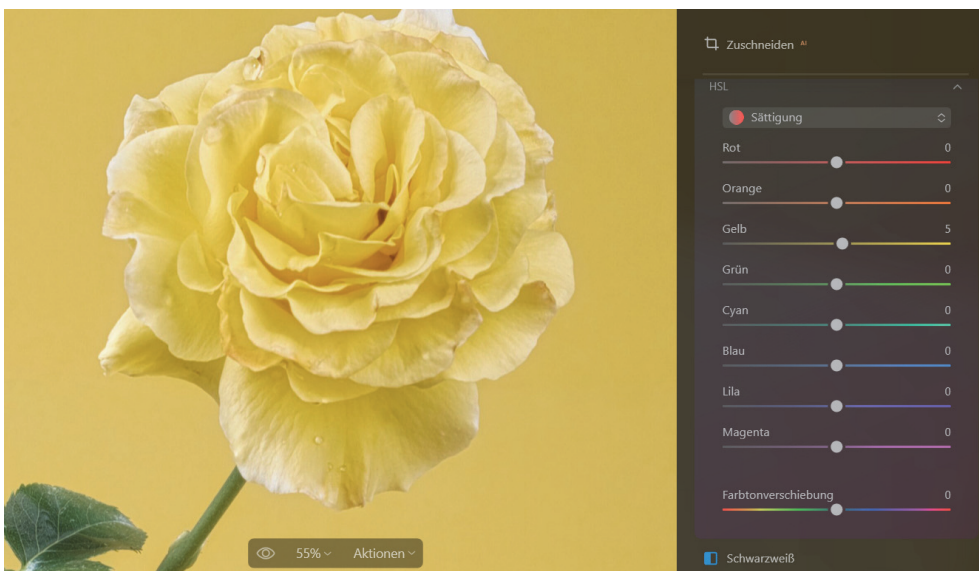 Zuschneiden AI
HSL
Sättigung
Rot 0
Orange 0
Gelb 5
Grün 0
Cyan 0
Blau 0
Lila 0
Magenta 0
Farbtonverschiebung 0
55% Aktionen
Schwarzweiß